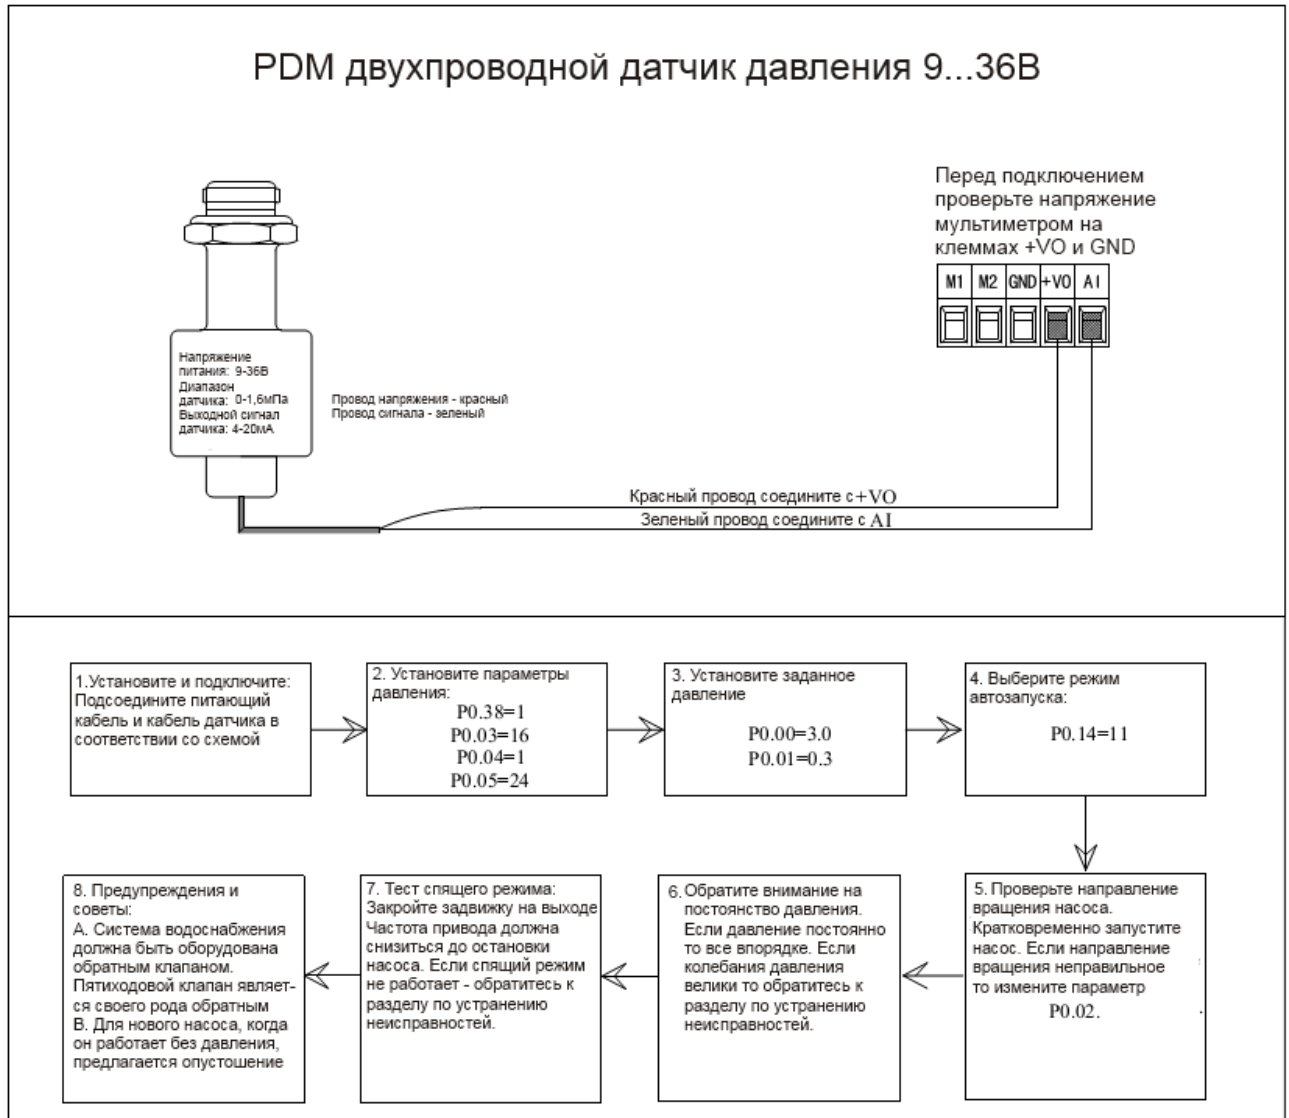 PDM двухпроводной датчик давления 9...36В
Перед подключением
проверьте напряжение
мультиметром на
клеммах +VO и GND
M1 M2 GND +VO AI
Напряжение
питания: 9-36В
Диапазон
датчика: 0-1,6мПа
Выходной сигнал
датчика: 4-20мА
Провод напряжения - красный
Провод сигнала - зеленый
Красный провод соедините с +VO
Зеленый провод соедините с AI
1.Установите и подключите:
Подсоедините питающий
кабель и кабель датчика в
соответствии со схемой
2. Установите параметры
давления:
P0.38=1
P0.03=16
P0.04=1
P0.05=24
3. Установите заданное
давление
P0.00=3.0
P0.01=0.3
4. Выберите режим
автозапуска:
P0.14=11
5. Проверьте направление
вращения насоса.
Кратковременно запустите
насос. Если направление
вращения неправильное
то измените параметр
P0.02.
6. Обратите внимание на
постоянство давления.
Если давление постоянно
то все впорядке. Если
колебания давления
велики то обратитесь к
разделу по устранению
неисправностей.
7. Тест спящего режима:
Закройте задвижку на выходе
Частота привода должна
снизиться до остановки
насоса. Если спящий режим
не работает - обратитесь к
разделу по устранению
неисправностей.
8. Предупреждения и
советы:
А. Система водоснабжения
должна быть оборудована
обратным клапаном.
Пятиходовой клапан являет-
ся своего рода обратным
В. Для нового насоса, когда
он работает без давления,
предлагается опустошение